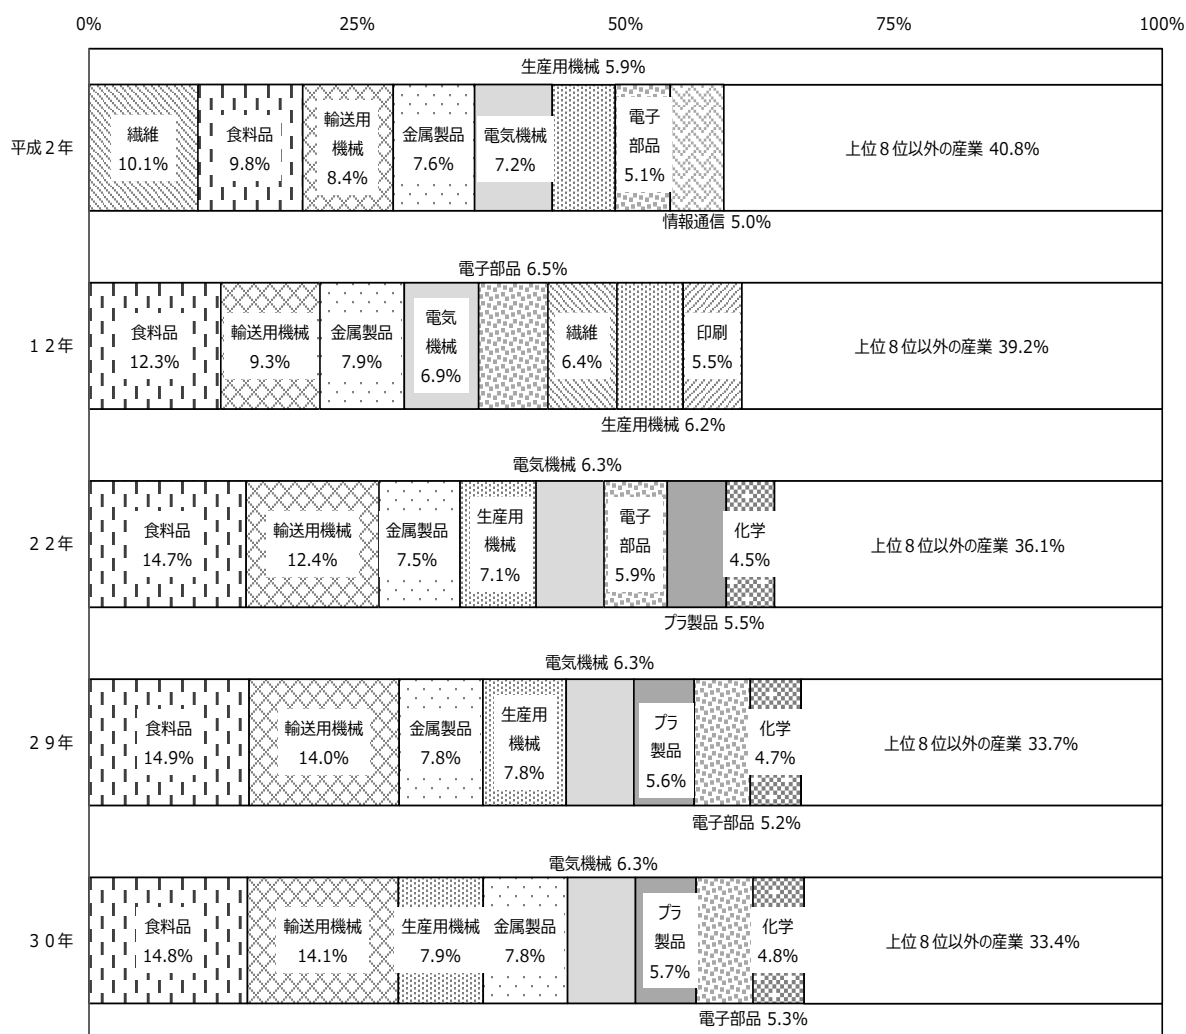 0%
25%
50%
75%
100%
生産用機械 5.9%
平成２年
繊維
10.1%
食料品
9.8%
輸送用
機械
8.4%
金属製品
7.6%
電気機械
7.2%
電子
部品
5.1%
上位８位以外の産業 40.8%
情報通信 5.0%
電子部品 6.5%
１２年
食料品
12.3%
輸送用機械
9.3%
金属製品
7.9%
電気
機械
6.9%
繊維
6.4%
印刷
5.5%
上位８位以外の産業 39.2%
生産用機械 6.2%
電気機械 6.3%
２２年
食料品
14.7%
輸送用機械
12.4%
金属製品
7.5%
生産用
機械
7.1%
電子
部品
5.9%
化学
4.5%
上位８位以外の産業 36.1%
プラ製品 5.5%
電気機械 6.3%
２９年
食料品
14.9%
輸送用機械
14.0%
金属製品
7.8%
生産用
機械
7.8%
プラ
製品
5.6%
化学
4.7%
上位８位以外の産業 33.7%
電子部品 5.2%
電気機械 6.3%
３０年
食料品
14.8%
輸送用機械
14.1%
生産用機械
7.9%
金属製品
7.8%
プラ
製品
5.7%
化学
4.8%
上位８位以外の産業 33.4%
電子部品 5.3%